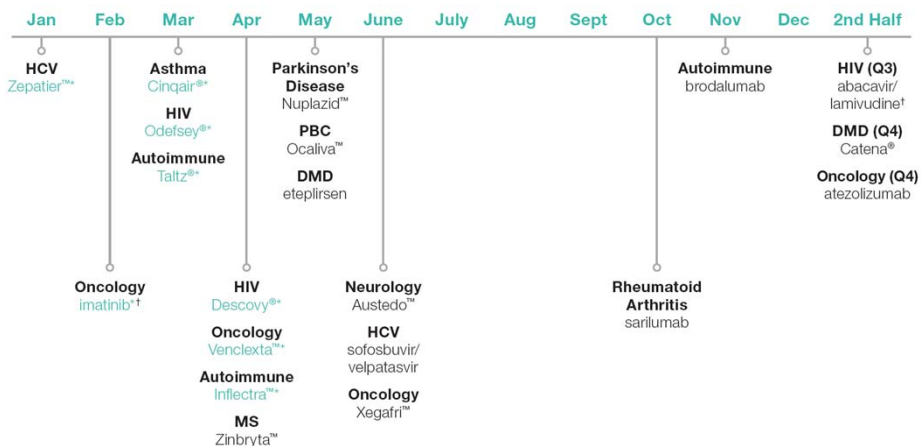 Jan Feb Mar Apr May June July Aug Sept Oct Nov Dec 2nd Half
HCV
Zepatier™*
Oncology
imatinib*†
Asthma
Cinqair®*
HIV
Odefsey®*
Autoimmune
Taltz®*
HIV
Descovy®*
Oncology
Venclexta™*
Autoimmune
Inflectra™*
MS
Zinbryta™
Parkinson's
Disease
Nuplazid™
PBC
Ocaliva™
DMD
eteplirsen
Neurology
Austedo™
HCV
sofosbuvir/
velpatasvir
Oncology
Xegafri™
Rheumatoid
Arthritis
sarilumab
Autoimmune
brodalumab
HIV (Q3)
abacavir/
lamivudine†
DMD (Q4)
Catena®
Oncology (Q4)
atezolizumab